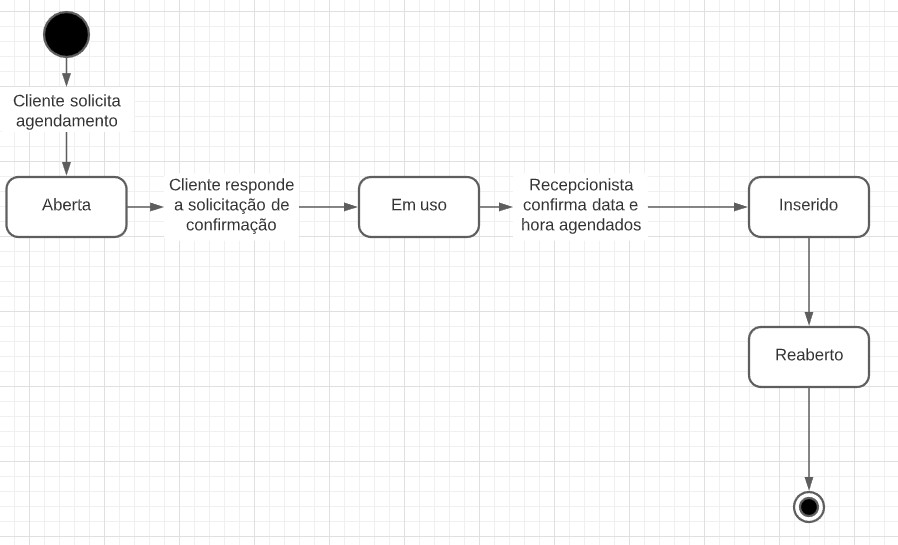 Cliente solicita
agendamento
Aberta
Cliente responde
a solicitação de
confirmação
Em uso
Recepcionista
confirma data e
hora agendados
Inserido
Reaberto